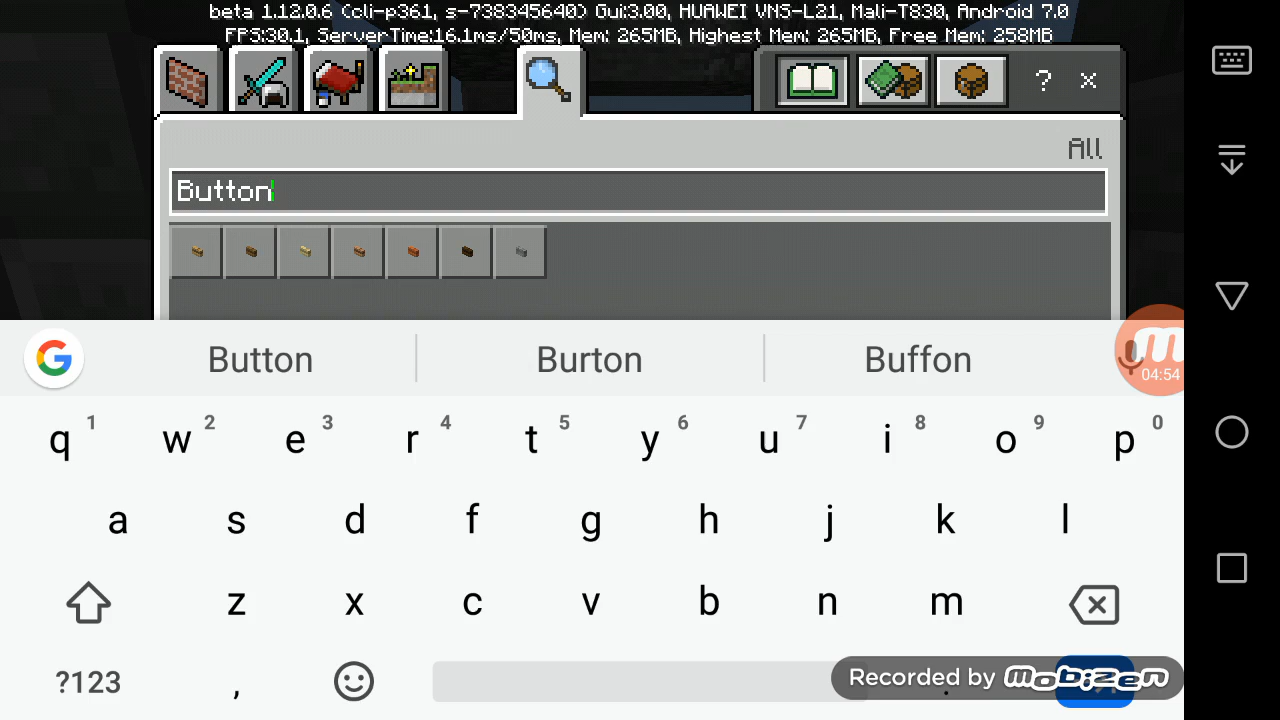 beta 1.12.0.6 (cli-p361, s-738345640) Gui:3.00, HUAWEI VNS-L21, Mali-T830, Android 7.0
FPS:30.1, ServerTime:16.1ms/50ms, Mem: 265MB, Highest Mem: 265MB, Free Mem: 258MB
?
All
Button
Button Burton Buffon
04:54
q 1 w 2 e 3 r 4 t 5 y 6 u 7 i 8 o 9 p 0
a s d f g h j k l
z x c v b n m
?123 , .
Recorded by mobizen